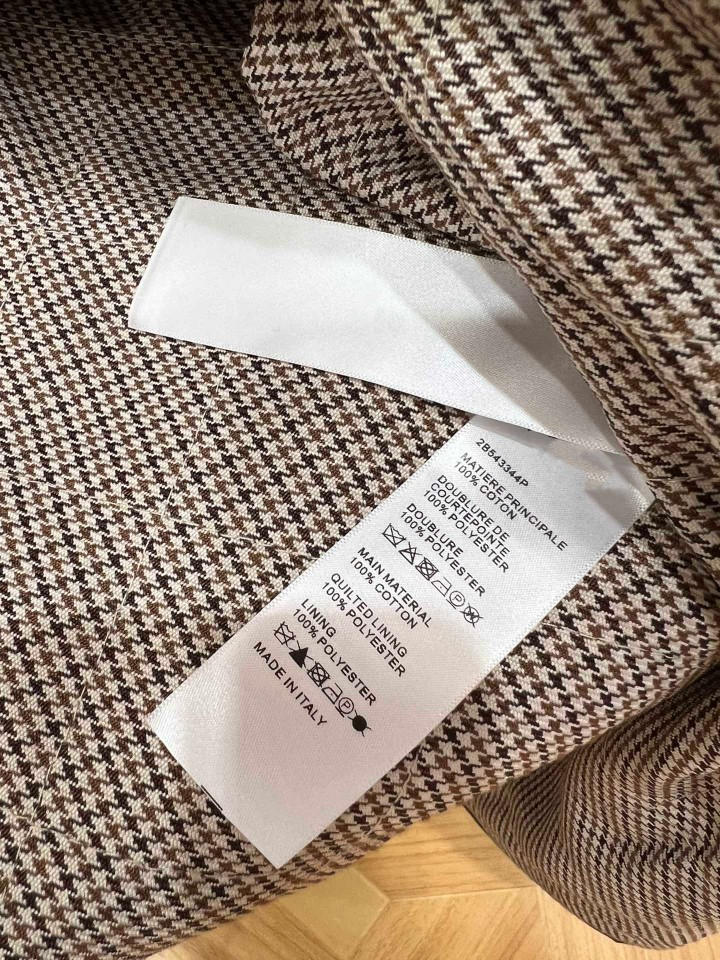 2B543344P
MATIERE PRINCIPALE
100% COTON
DOUBLURE DE
COURTEPOINTE
100% POLYESTER
DOUBLURE
100% POLYESTER
MAIN MATERIAL
100% COTTON
QUILTED LINING
100% POLYESTER
LINING
100% POLYESTER
MADE IN ITALY